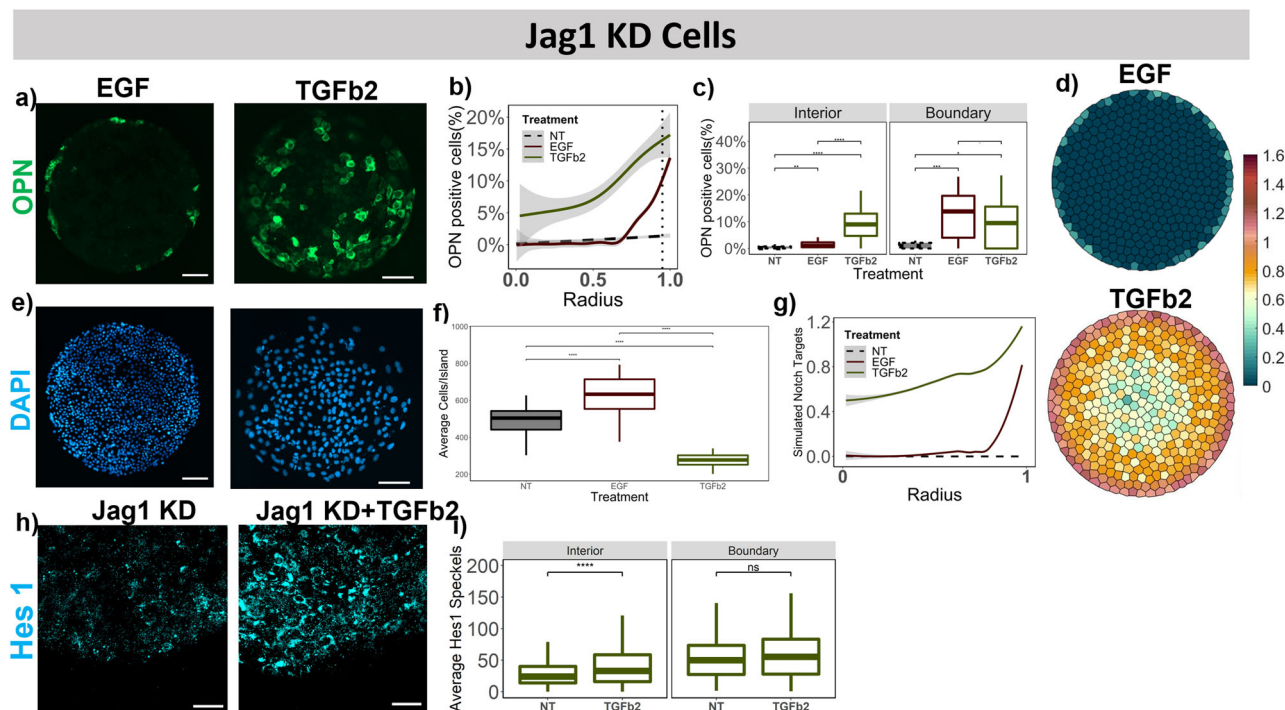 Jag1 KD Cells
a)
EGF
TGFb2
OPN
b)
OPN positive cells(%)
20%
15%
10%
5%
0%
Treatment
NT
EGF
TGFb2
0.0
0.5
1.0
Radius
c)
OPN positive cells(%)
40%
30%
20%
10%
0%
Interior
Boundary
**
****
****
***
NT
EGF
TGFb2
NT
EGF
TGFb2
Treatment
d)
EGF
TGFb2
1.6
1.4
1.2
1
0.8
0.6
0.4
0.2
0
e)
DAPI
f)
Average Cells/Island
1000
800
600
400
200
****
****
****
NT
EGF
TGFb2
Treatment
g)
Simulated Notch Targets
1.2
0.8
0.4
0.0
Treatment
NT
EGF
TGFb2
0
1
Radius
h)
Jag1 KD
Jag1 KD+TGFb2
Hes 1
i)
Average Hes1 Speckels
200
150
100
50
0
Interior
Boundary
****
ns
NT
TGFb2
NT
TGFb2